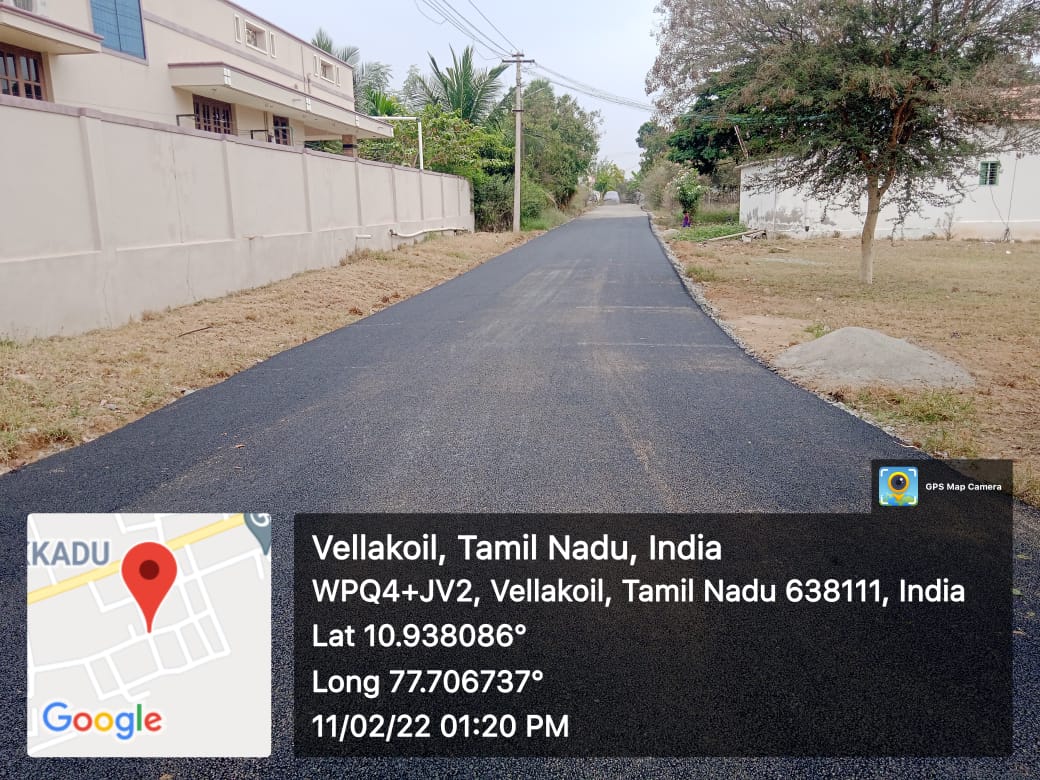 GPS Map Camera
KKADU
Google
Vellakoil, Tamil Nadu, India
WPQ4+JV2, Vellakoil, Tamil Nadu 638111, India
Lat 10.938086°
Long 77.706737°
11/02/22 01:20 PM